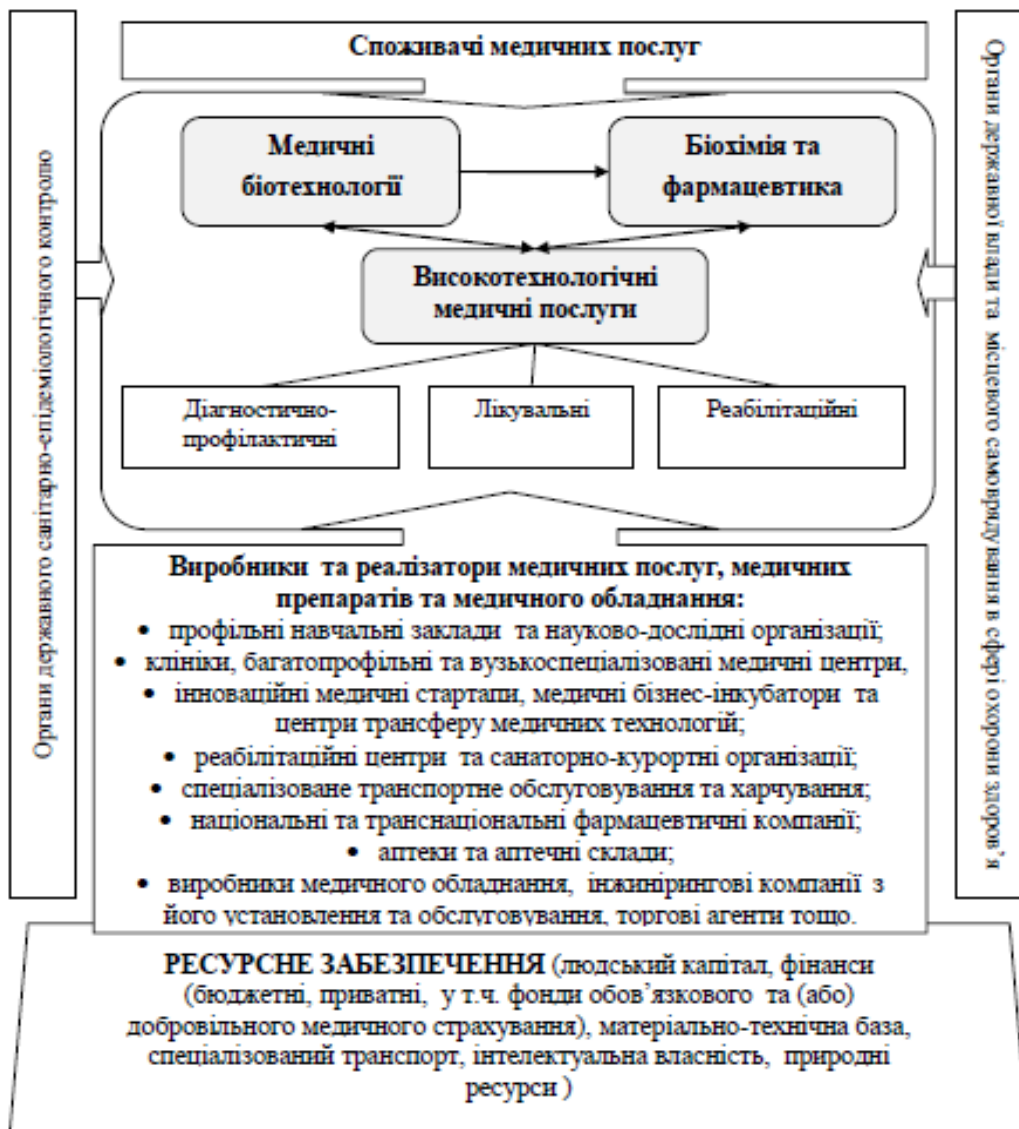 Споживачі медичних послуг
Органи державного санітарно-епідеміологічного контролю
Органи державної влади та місцевого самоврядування в сфері охорони здоров’я
Медичні
біотехнології
Біохімія та
фармацевтика
Високотехнологічні
медичні послуги
Діагностично-
профілактичні
Лікувальні
Реабілітаційні
Виробники та реалізатори медичних послуг, медичних
препаратів та медичного обладнання:
• профільні навчальні заклади та науково-дослідні організації;
• клініки, багатопрофільні та вузькоспеціалізовані медичні центри,
• інноваційні медичні стартапи, медичні бізнес-інкубатори та
центри трансферу медичних технологій;
• реабілітаційні центри та санаторно-курортні організації;
• спеціалізоване транспортне обслуговування та харчування;
• національні та транснаціональні фармацевтичні компанії;
• аптеки та аптечні склади;
• виробники медичного обладнання, інжинірингові компанії з
його установлення та обслуговування, торгові агенти тощо.
РЕСУРСНЕ ЗАБЕЗПЕЧЕННЯ (людський капітал, фінанси
(бюджетні, приватні, у т.ч. фонди обов’язкового та (або)
добровільного медичного страхування), матеріально-технічна база,
спеціалізований транспорт, інтелектуальна власність, природні
ресурси )